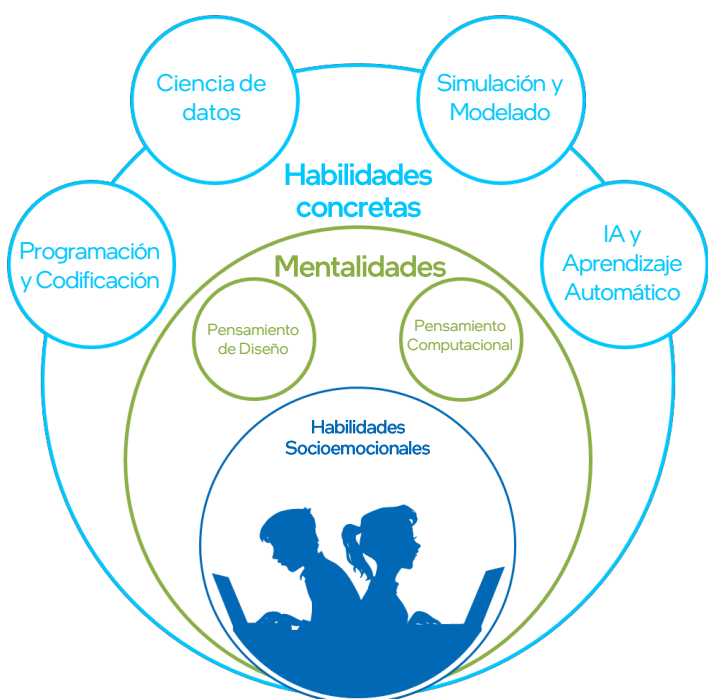 Ciencia de
datos
Simulación y
Modelado
Habilidades
concretas
Programación
y Codificación
IA y
Aprendizaje
Automático
Mentalidades
Pensamiento
de Diseño
Pensamiento
Computacional
Habilidades
Socioemocionales